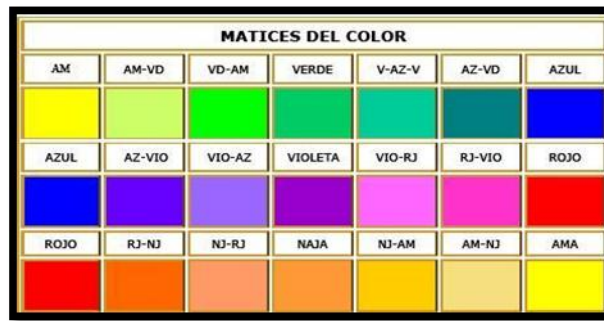 MATICES DEL COLOR
AM AM-VD VD-AM VERDE V-AZ-V AZ-VD AZUL
AZUL AZ-VIO VIO-AZ VIOLETA VIO-RJ RJ-VIO ROJO
ROJO RJ-NJ NJ-RJ NAJA NJ-AM AM-NJ AMA